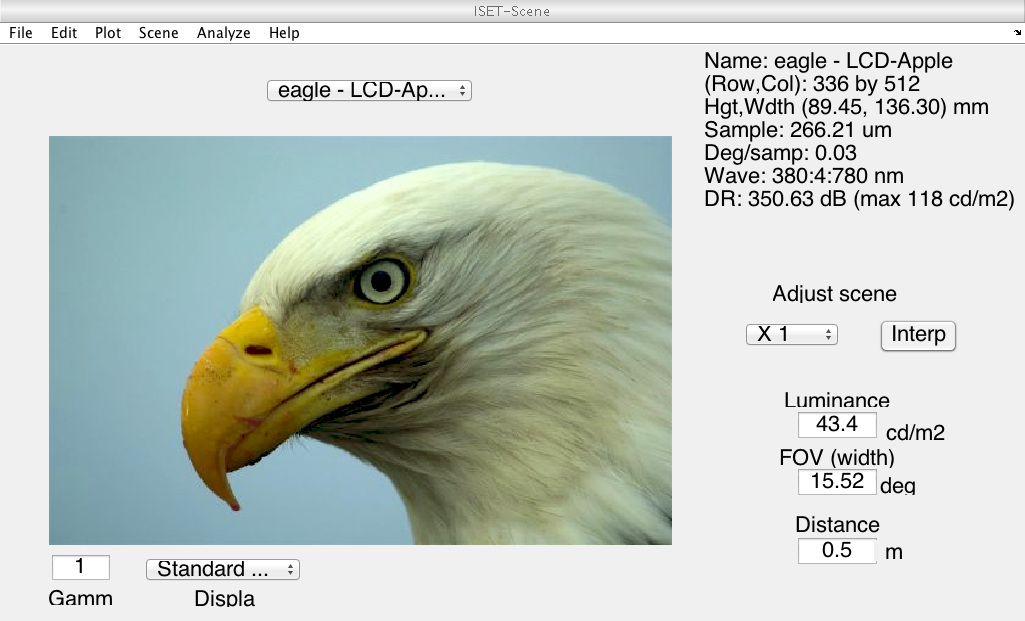 ISET-Scene
File Edit Plot Scene Analyze Help
eagle - LCD-Ap...
Name: eagle - LCD-Apple
(Row,Col): 336 by 512
Hgt,Wdth (89.45, 136.30) mm
Sample: 266.21 um
Deg/samp: 0.03
Wave: 380:4:780 nm
DR: 350.63 dB (max 118 cd/m2)
Adjust scene
X 1 Interp
Luminance
43.4 cd/m2
FOV (width)
15.52 deg
Distance
0.5 m
1 Standard ...
Gamm Displa